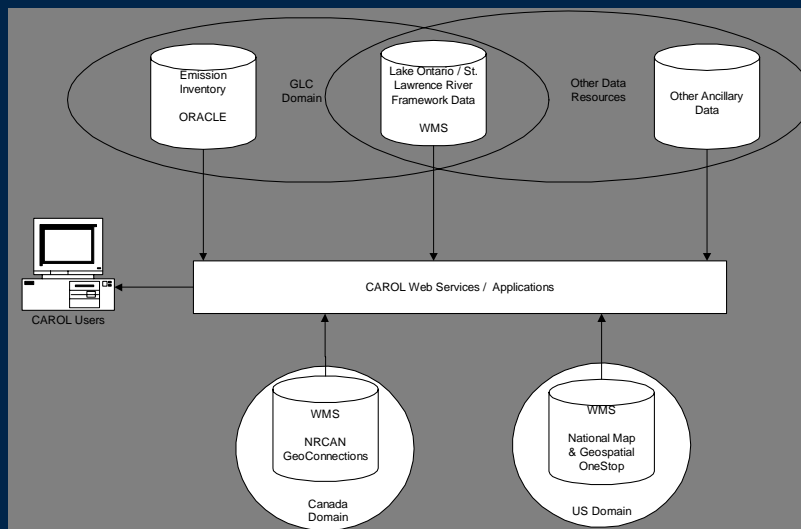 Emission
Inventory
ORACLE
GLC
Domain
Lake Ontario / St.
Lawrence River
Framework Data
WMS
Other Data
Resources
Other Ancillary
Data
CAROL Web Services / Applications
CAROL Users
WMS
NRCAN
GeoConnections
Canada
Domain
WMS
National Map
& Geospatial
OneStop
US Domain